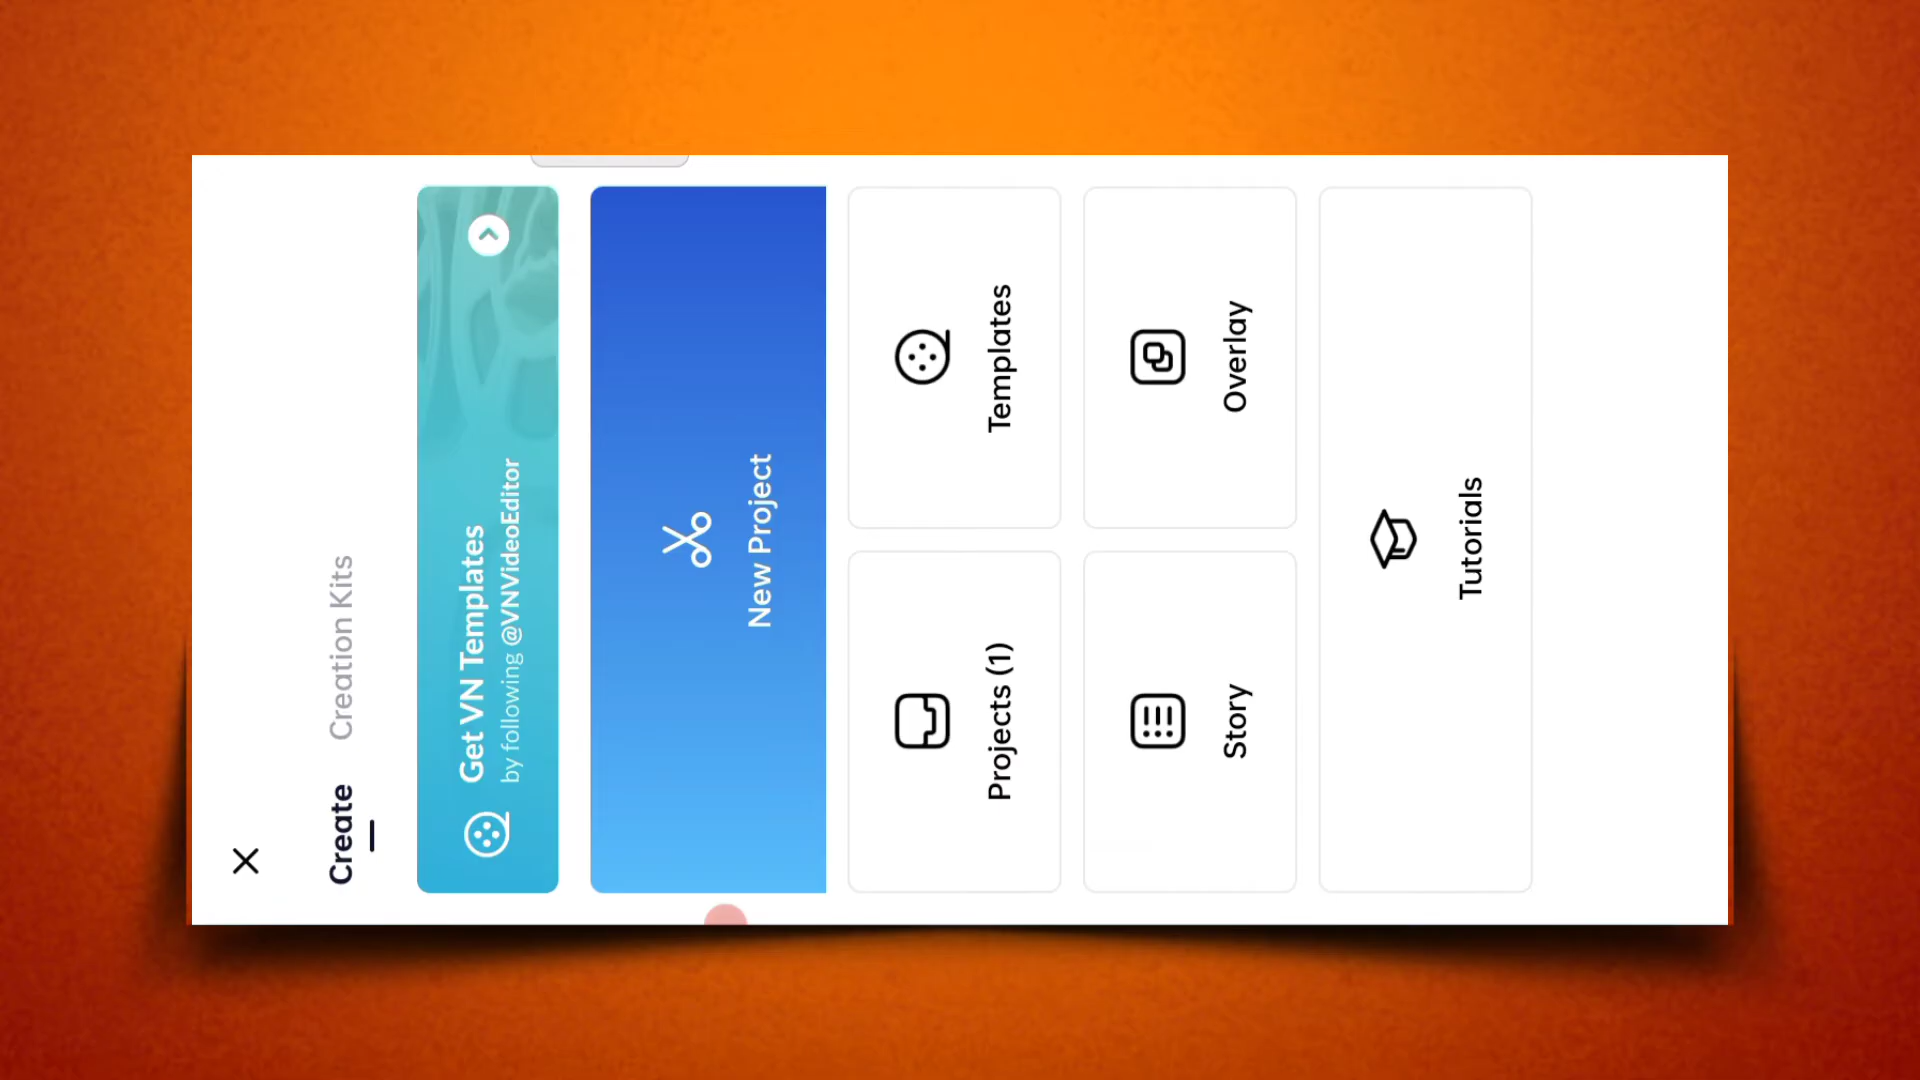 Create Creation Kits
Get VN Templates
by following @VNVideoEditor
New Project
Projects (1) Templates
Story Overlay
Tutorials